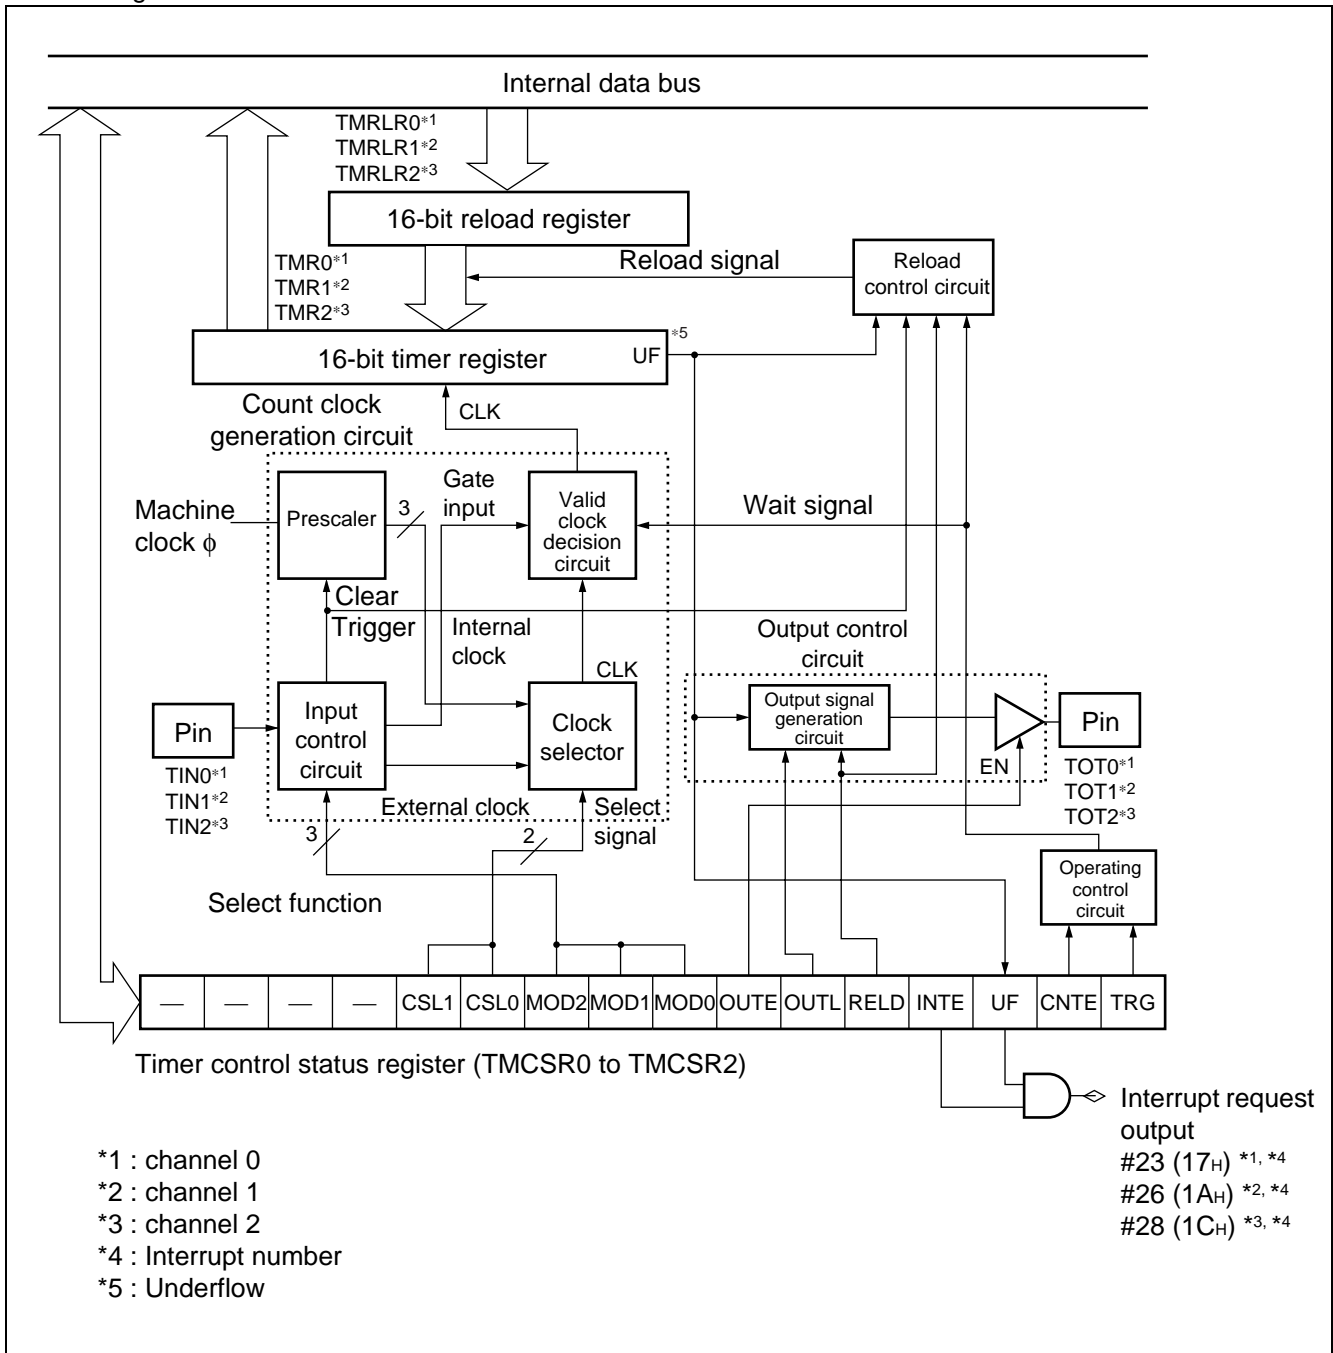 Internal data bus
TMRLR0*1
TMRLR1*2
TMRLR2*3
16-bit reload register
TMR0*1
TMR1*2
TMR2*3
Reload signal
Reload
control circuit
*5
16-bit timer register
UF
Count clock
generation circuit
CLK
Machine
clock φ
Prescaler
3
Gate
input
Valid
clock
decision
circuit
Wait signal
Clear
Trigger
Internal
clock
CLK
Output control
circuit
Pin
TIN0*1
TIN1*2
TIN2*3
Input
control
circuit
Clock
selector
External clock
Output signal
generation
circuit
EN
Pin
TOT0*1
TOT1*2
TOT2*3
3
2
Select
signal
Select function
Operating
control
circuit
— — — — CSL1 CSL0 MOD2 MOD1 MOD0 OUTE OUTL RELD INTE UF CNTE TRG
Timer control status register (TMCSR0 to TMCSR2)
Interrupt request
output
#23 (17H) *1, *4
#26 (1AH) *2, *4
#28 (1CH) *3, *4
*1 : channel 0
*2 : channel 1
*3 : channel 2
*4 : Interrupt number
*5 : Underflow